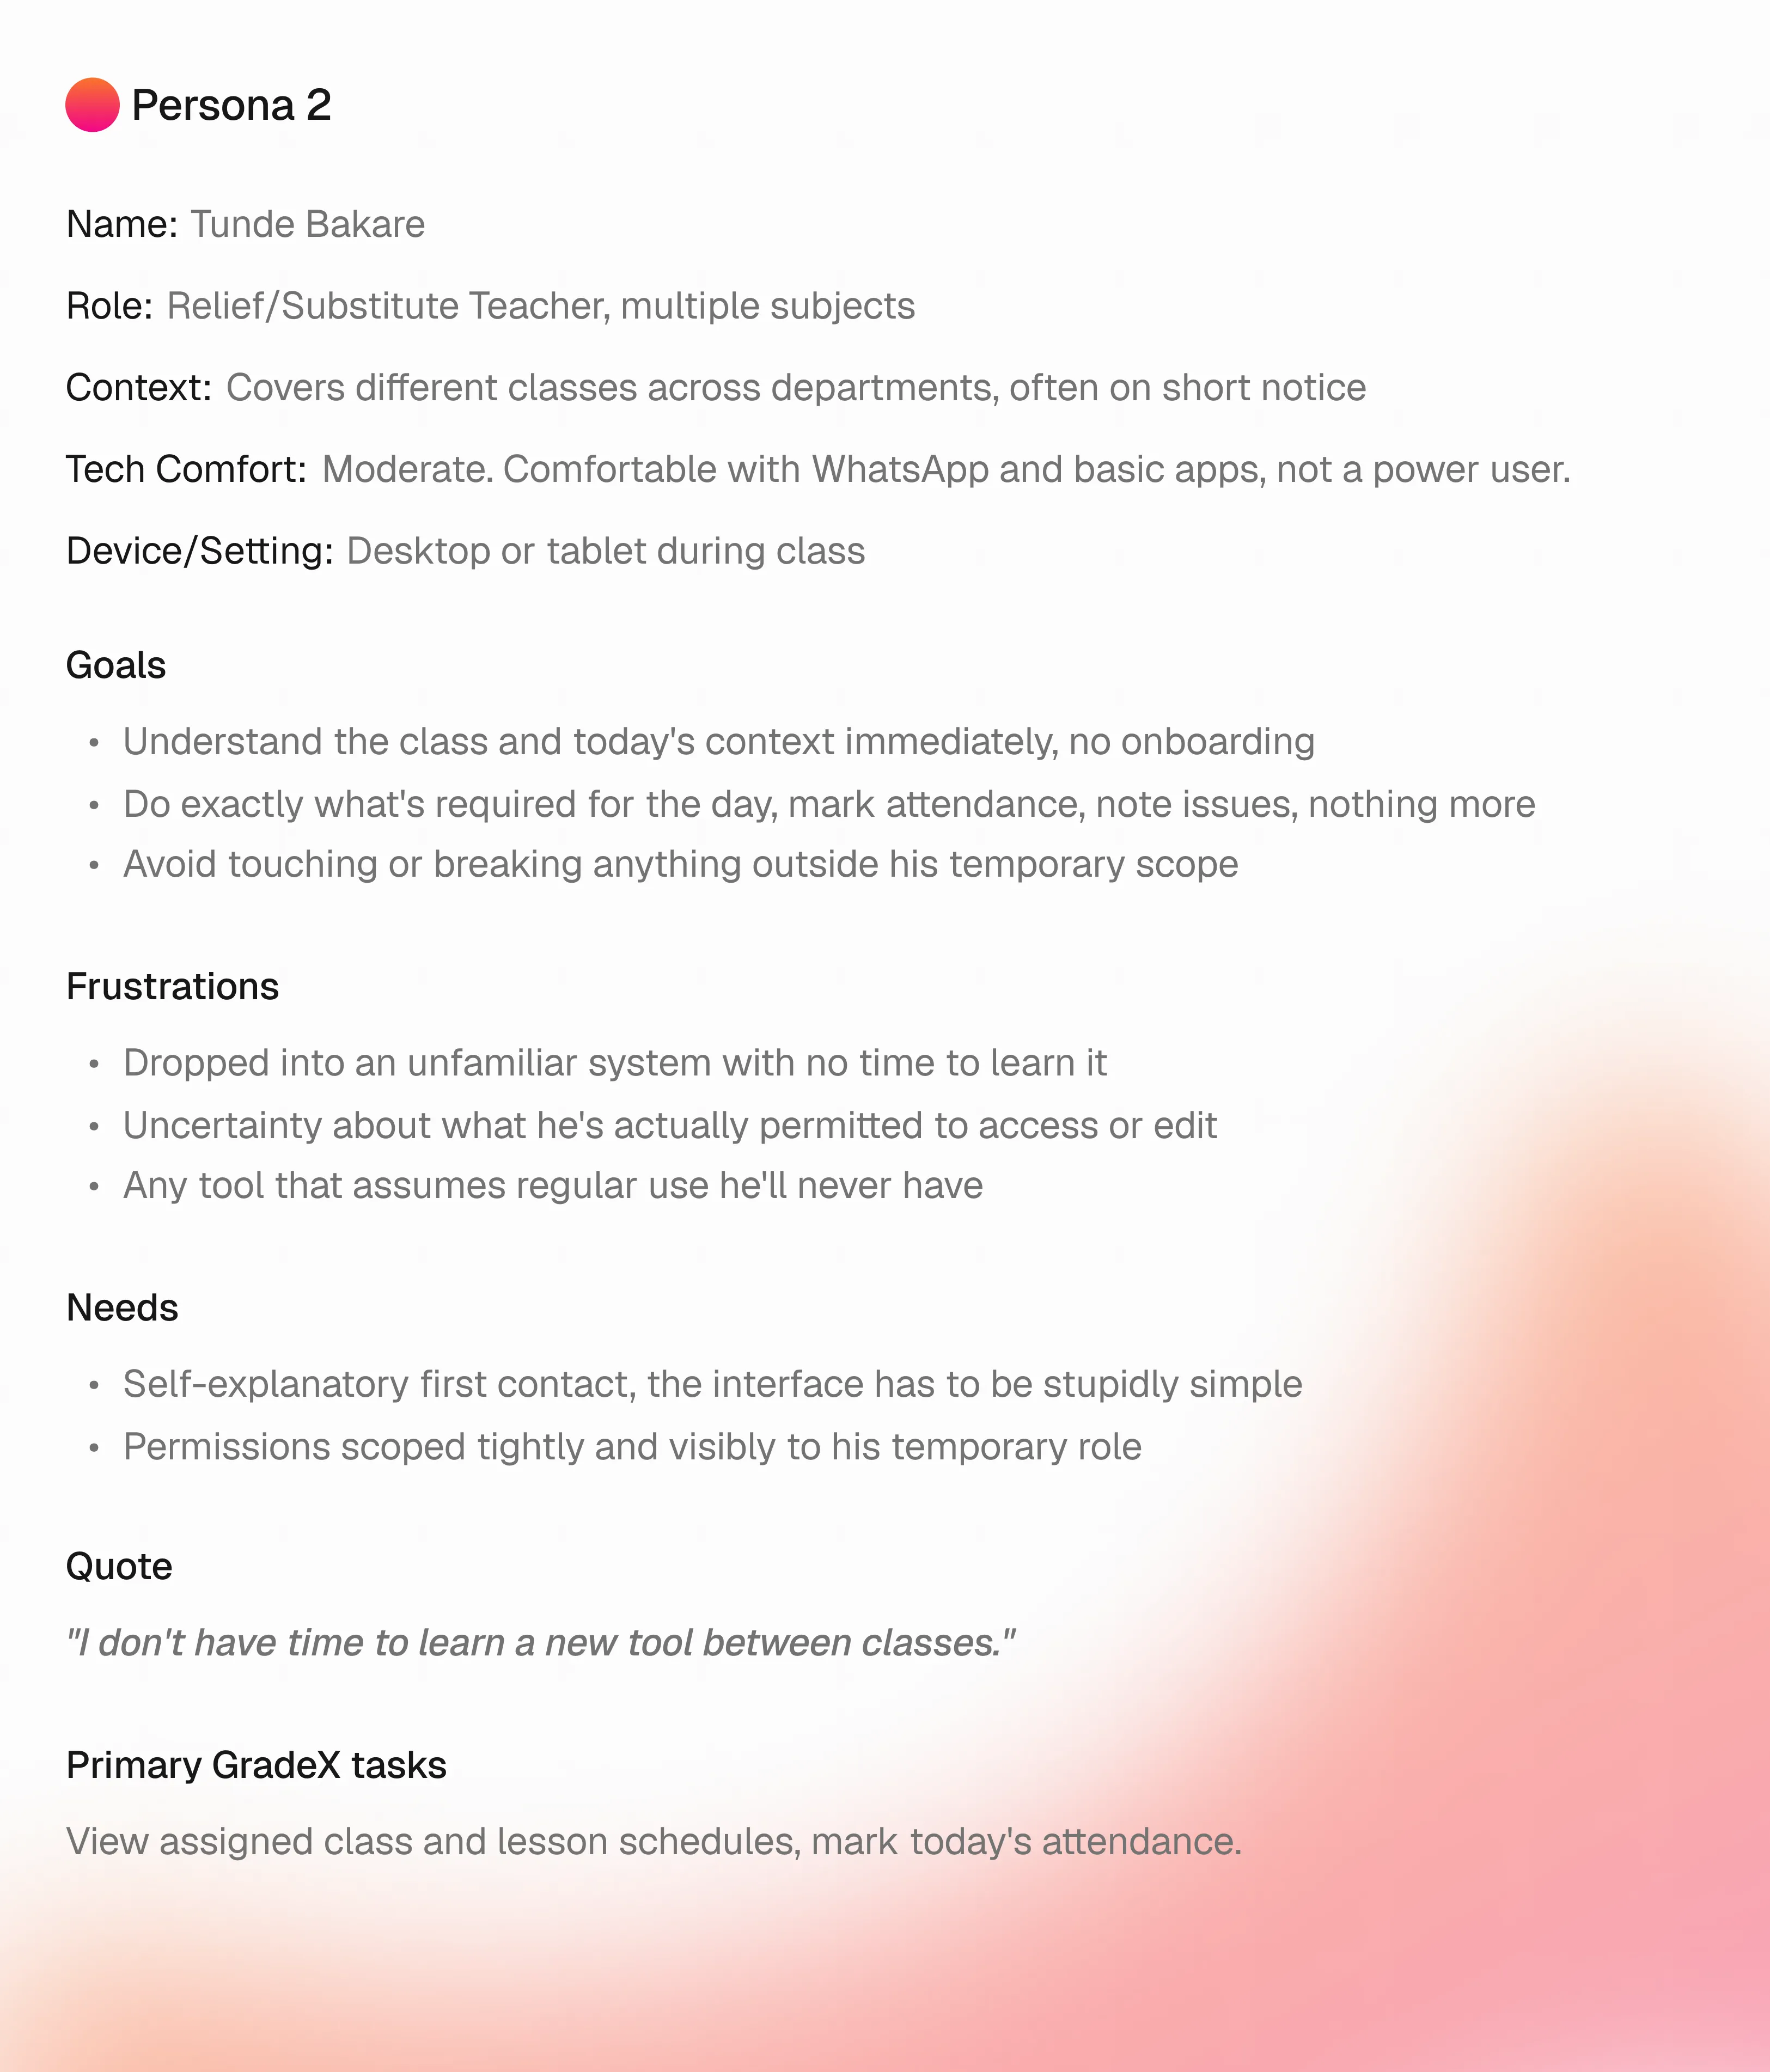 Persona 2
Name: Tunde Bakare
Role: Relief/Substitute Teacher, multiple subjects
Context: Covers different classes across departments, often on short notice
Tech Comfort: Moderate. Comfortable with WhatsApp and basic apps, not a power user.
Device/Setting: Desktop or tablet during class
Goals
• Understand the class and today's context immediately, no onboarding
• Do exactly what's required for the day, mark attendance, note issues, nothing more
• Avoid touching or breaking anything outside his temporary scope
Frustrations
• Dropped into an unfamiliar system with no time to learn it
• Uncertainty about what he's actually permitted to access or edit
• Any tool that assumes regular use he'll never have
Needs
• Self-explanatory first contact, the interface has to be stupidly simple
• Permissions scoped tightly and visibly to his temporary role
Quote
"I don't have time to learn a new tool between classes."
Primary GradeX tasks
View assigned class and lesson schedules, mark today's attendance.